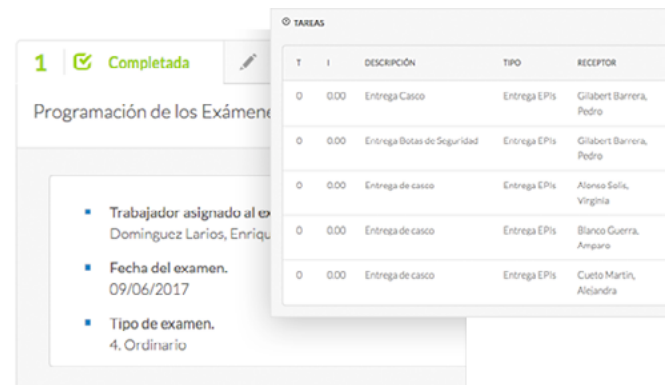 1 Completada
Programación de los Exámene
Trabajador asignado al ex
Dominguez Larios, Enriqu
Fecha del examen.
09/06/2017
Tipo de examen.
4. Ordinario
TAREAS
T I DESCRIPCIÓN TIPO RECEPTOR
0 0.00 Entrega Casco Entrega EPIs Gilabert Barrera,
Pedro
0 0.00 Entrega Botas de Seguridad Entrega EPIs Gilabert Barrera,
Pedro
0 0.00 Entrega de casco Entrega EPIs Alonso Solis,
Virginia
0 0.00 Entrega de casco Entrega EPIs Blanco Guerra,
Amparo
0 0.00 Entrega de casco Entrega EPIs Cueto Martin,
Alejandra